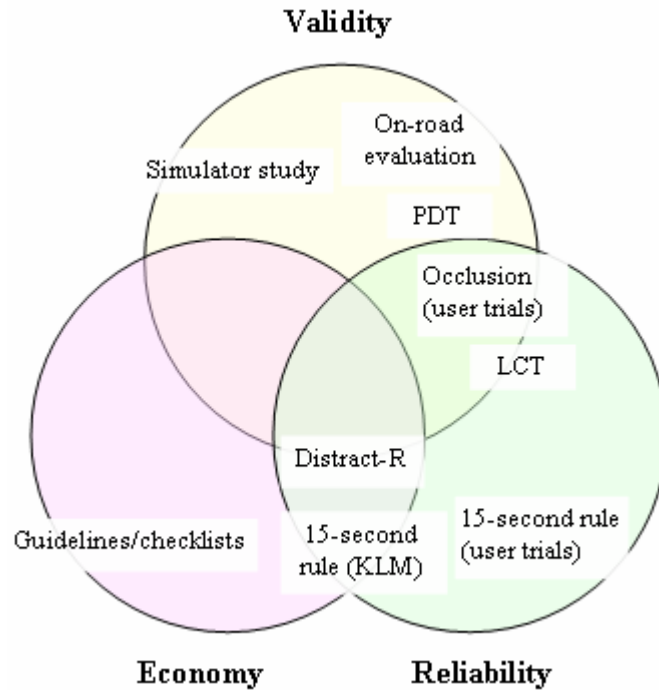 Validity
On-road
evaluation
Simulator study
PDT
Occlusion
(user trials)
LCT
Distract-R
15-second rule
(user trials)
Guidelines/checklists
15-second
rule (KLM)
Economy
Reliability